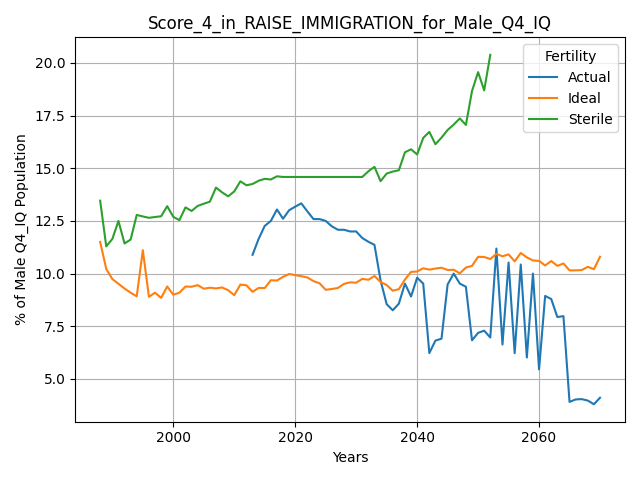 Score_4_in_RAISE_IMMIGRATION_for_Male_Q4_IQ
% of Male Q4_IQ Population
20.0
17.5
15.0
12.5
10.0
7.5
5.0
Fertility
Actual
Ideal
Sterile
2000
2020
2040
2060
Years